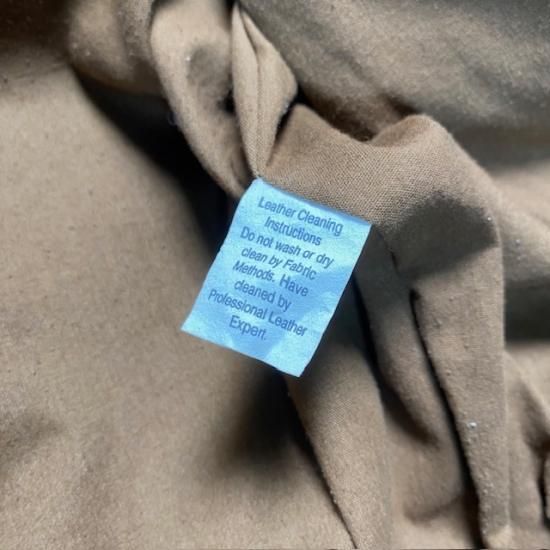 Leather Cleaning
Instructions
Do not wash or dry
clean by Fabric
Methods. Have
cleaned by
Professional Leather
Expert.